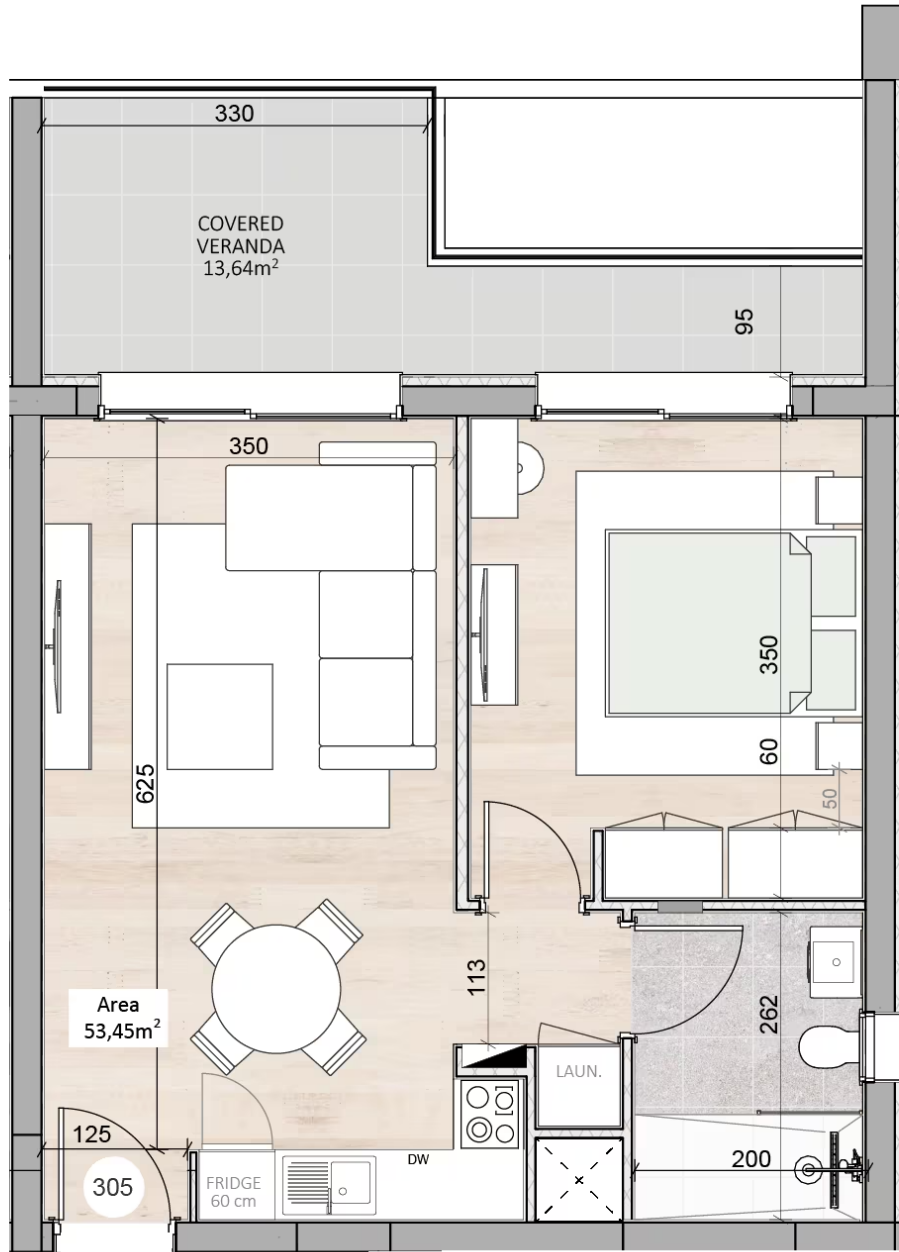 330
COVERED
VERANDA
13,64m²
95
350
350
625
60
50
113
262
Area
53,45m²
LAUN.
125
305
FRIDGE
60 cm
DW
200